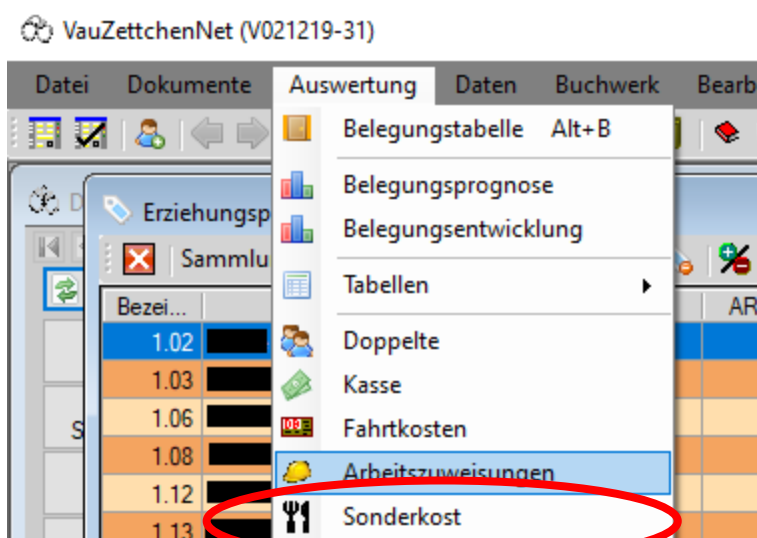 VauZettchenNet (V021219-31)
Datei Dokumente Auswertung Daten Buchwerk Bearb
Belegungstabelle Alt+B
Belegungsprognose
Erziehungsp
Belegungsentwicklung
Sammlu
Tabellen
Bezei... AR
1.02 Doppelte
1.03 Kasse
1.06 Fahrtkosten
1.08 Arbeitszuweisungen
1.12
1.13 Sonderkost